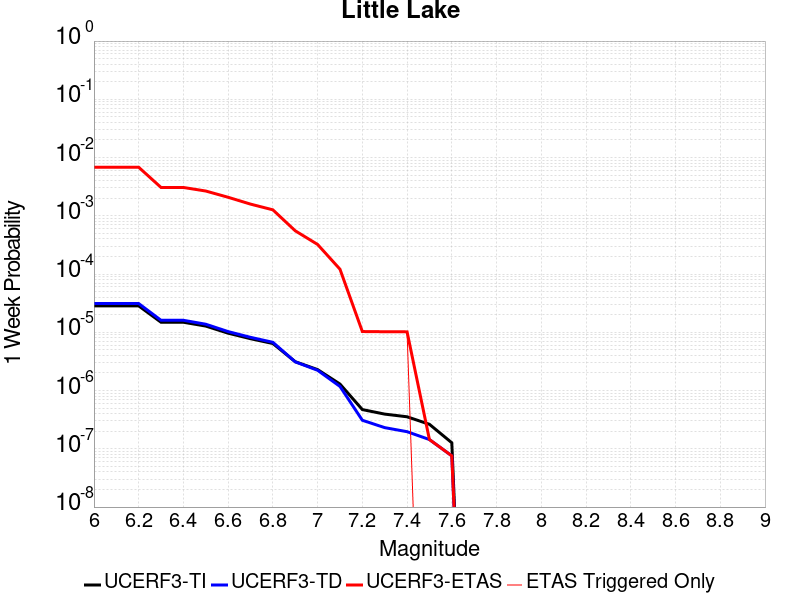 Little Lake
10 0
10 -1
10 -2
10 -3
10 -4
10 -5
10 -6
10 -7
10 -8
1 Week Probability
6 6.2 6.4 6.6 6.8 7 7.2 7.4 7.6 7.8 8 8.2 8.4 8.6 8.8 9
Magnitude
UCERF3-TI UCERF3-TD UCERF3-ETAS ETAS Triggered Only